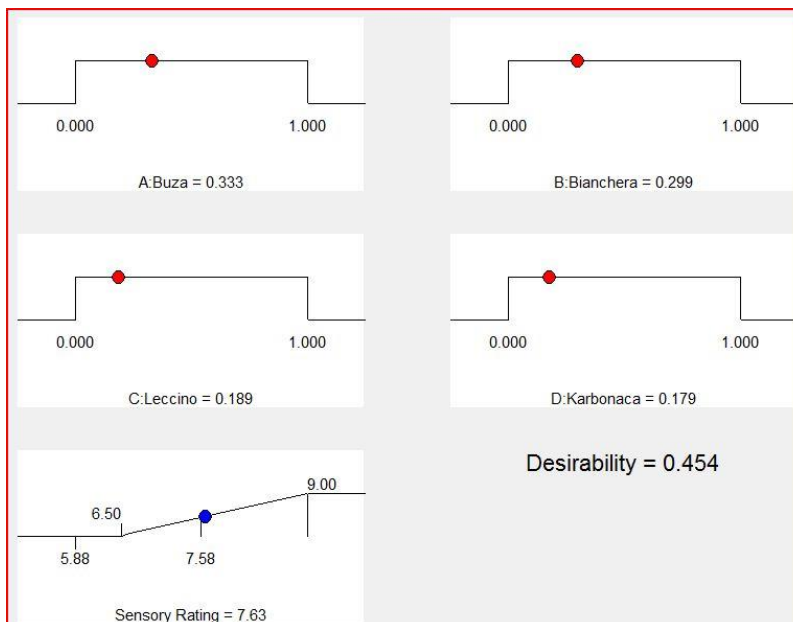 0.000 1.000
A:Buza = 0.333
0.000 1.000
B:Bianchera = 0.299
0.000 1.000
C:Leccino = 0.189
0.000 1.000
D:Karbonaca = 0.179
9.00
6.50
5.88 7.58
Sensory Rating = 7.63
Desirability = 0.454